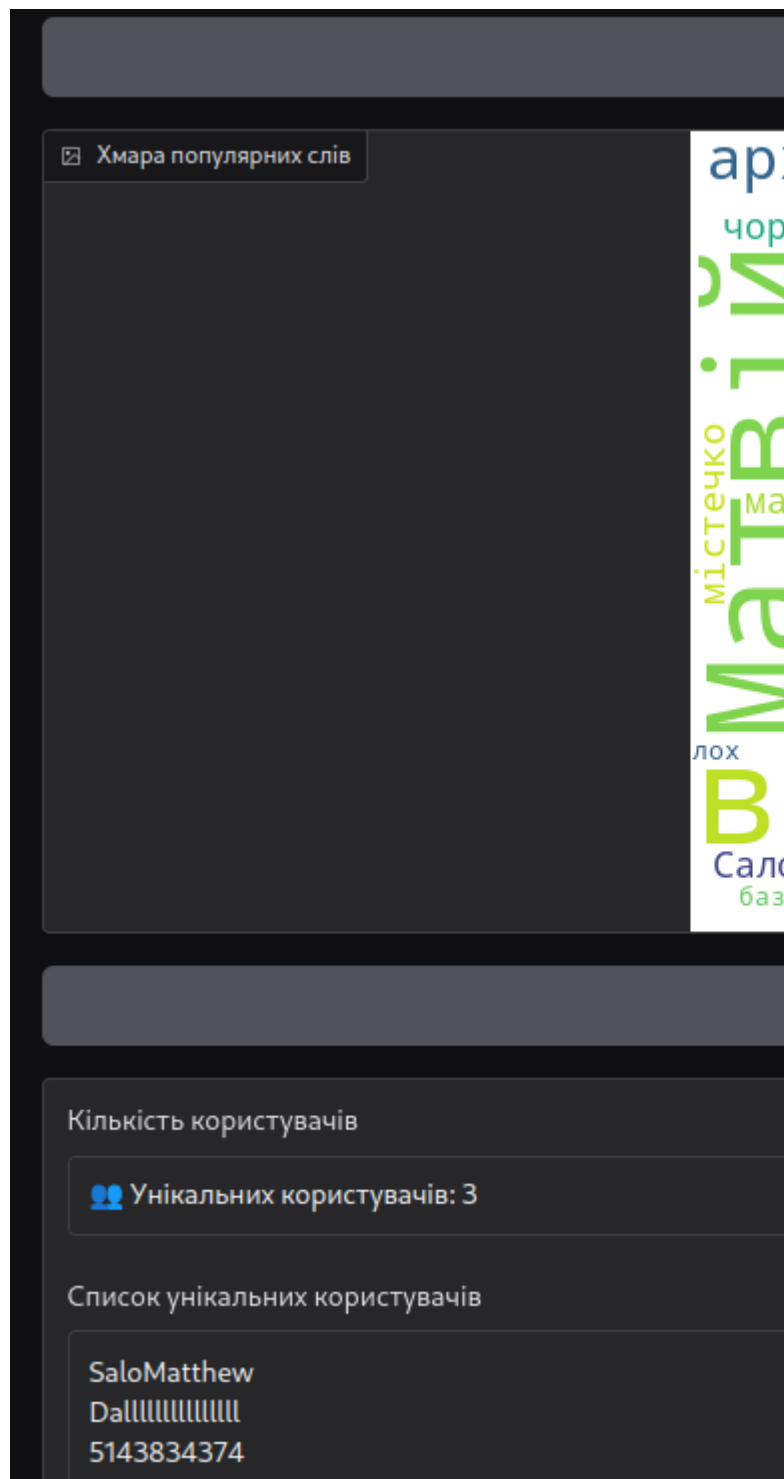 Хмара популярних слів
чор
Матвій
містечко
ма
лох
в
Сало
баз
Кількість користувачів
👥 Унікальних користувачів: 3
Список унікальних користувачів
SaloMatthew
Dalllllllllllllll
5143834374